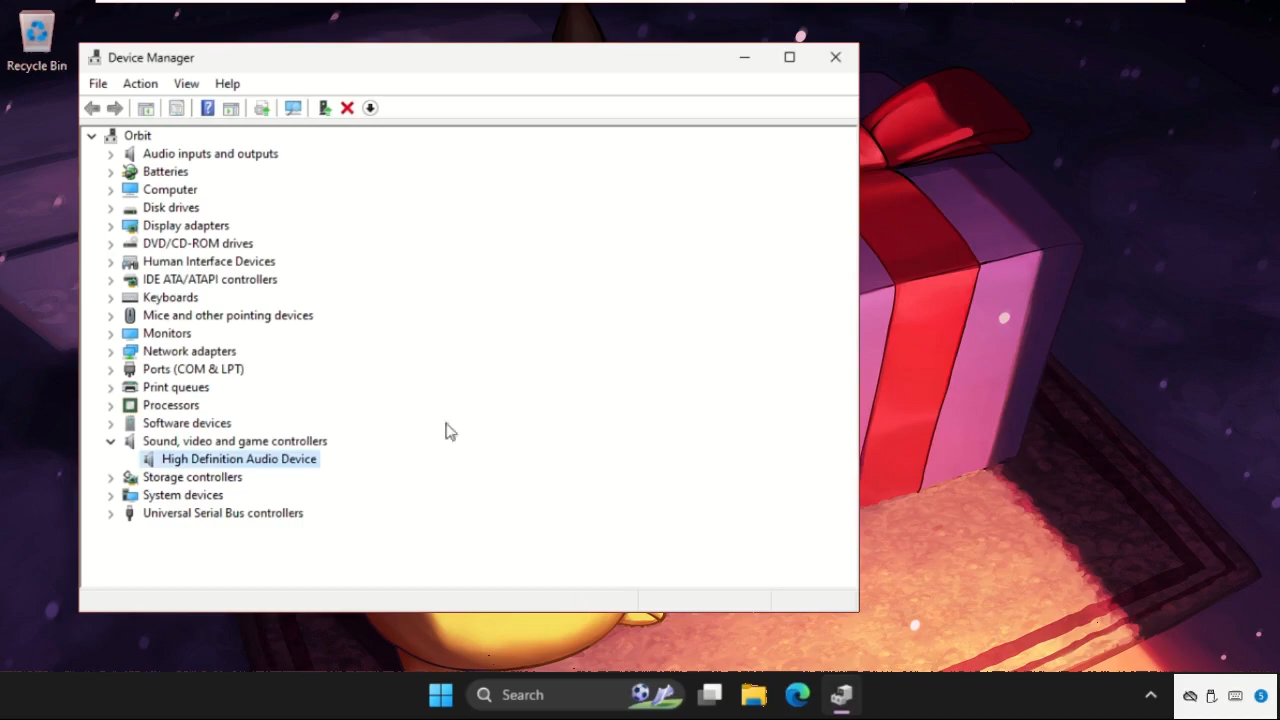 Recycle Bin
Device Manager
File Action View Help
Orbit
Audio inputs and outputs
Batteries
Computer
Disk drives
Display adapters
DVD/CD-ROM drives
Human Interface Devices
IDE ATA/ATAPI controllers
Keyboards
Mice and other pointing devices
Monitors
Network adapters
Ports (COM & LPT)
Print queues
Processors
Software devices
Sound, video and game controllers
High Definition Audio Device
Storage controllers
System devices
Universal Serial Bus controllers
Search
5